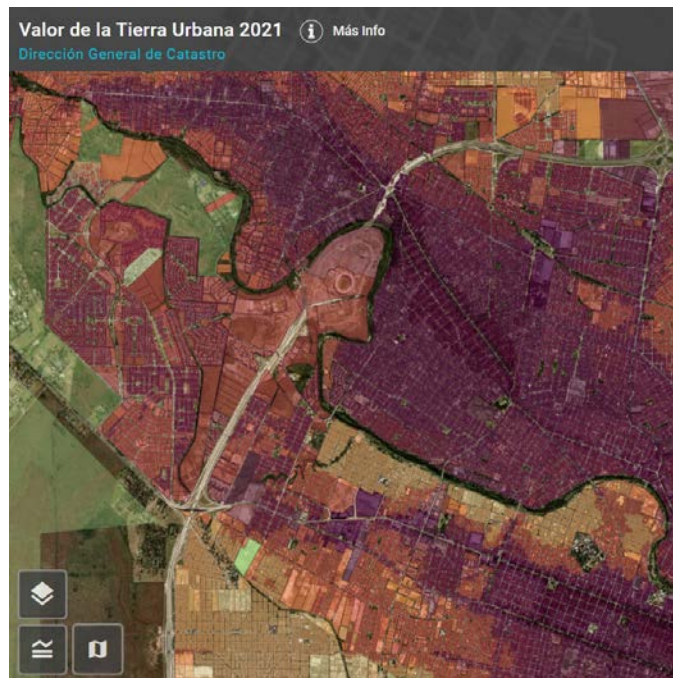 Valor de la Tierra Urbana 2021 i Más Info
Dirección General de Catastro